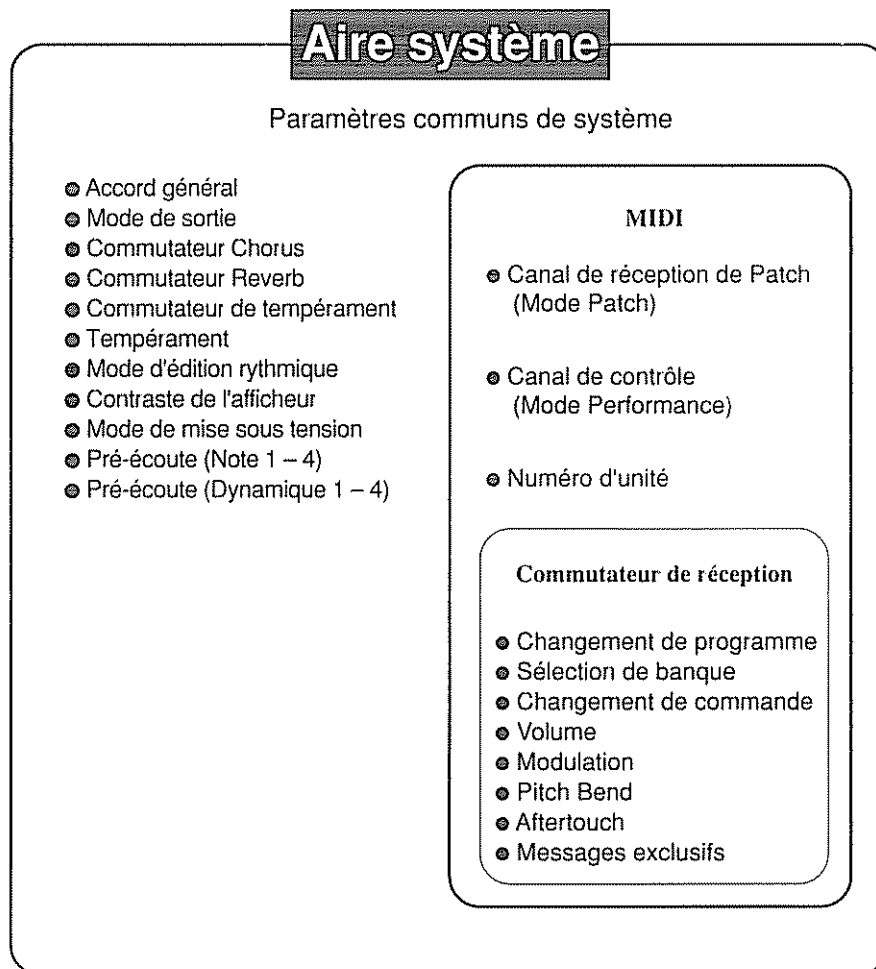 Aire système
Paramètres communs de système
● Accord général
● Mode de sortie
● Commutateur Chorus
● Commutateur Reverb
● Commutateur de tempérament
● Tempérament
● Mode d'édition rythmique
● Contraste de l'afficheur
● Mode de mise sous tension
● Pré-écoute (Note 1 – 4)
● Pré-écoute (Dynamique 1 – 4)
MIDI
● Canal de réception de Patch
(Mode Patch)
● Canal de contrôle
(Mode Performance)
● Numéro d'unité
Commutateur de réception
● Changement de programme
● Sélection de banque
● Changement de commande
● Volume
● Modulation
● Pitch Bend
● Aftertouch
● Messages exclusifs